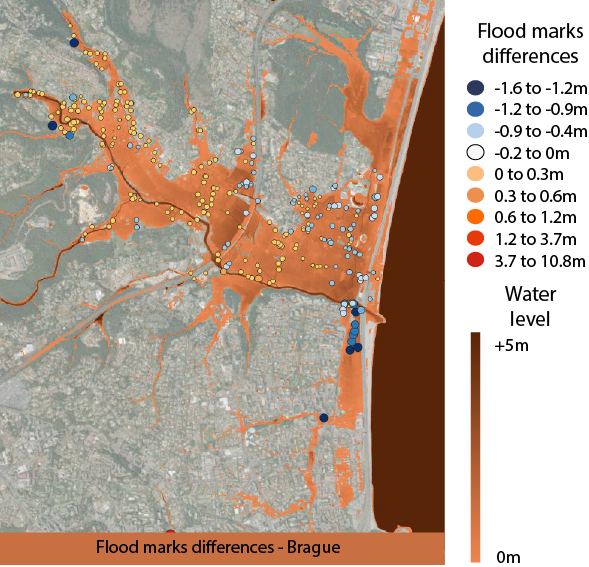 Flood marks
differences
-1.6 to -1.2m
-1.2 to -0.9m
-0.9 to -0.4m
-0.2 to 0m
0 to 0.3m
0.3 to 0.6m
0.6 to 1.2m
1.2 to 3.7m
3.7 to 10.8m
Water
level
+5m
0m
Flood marks differences - Brague